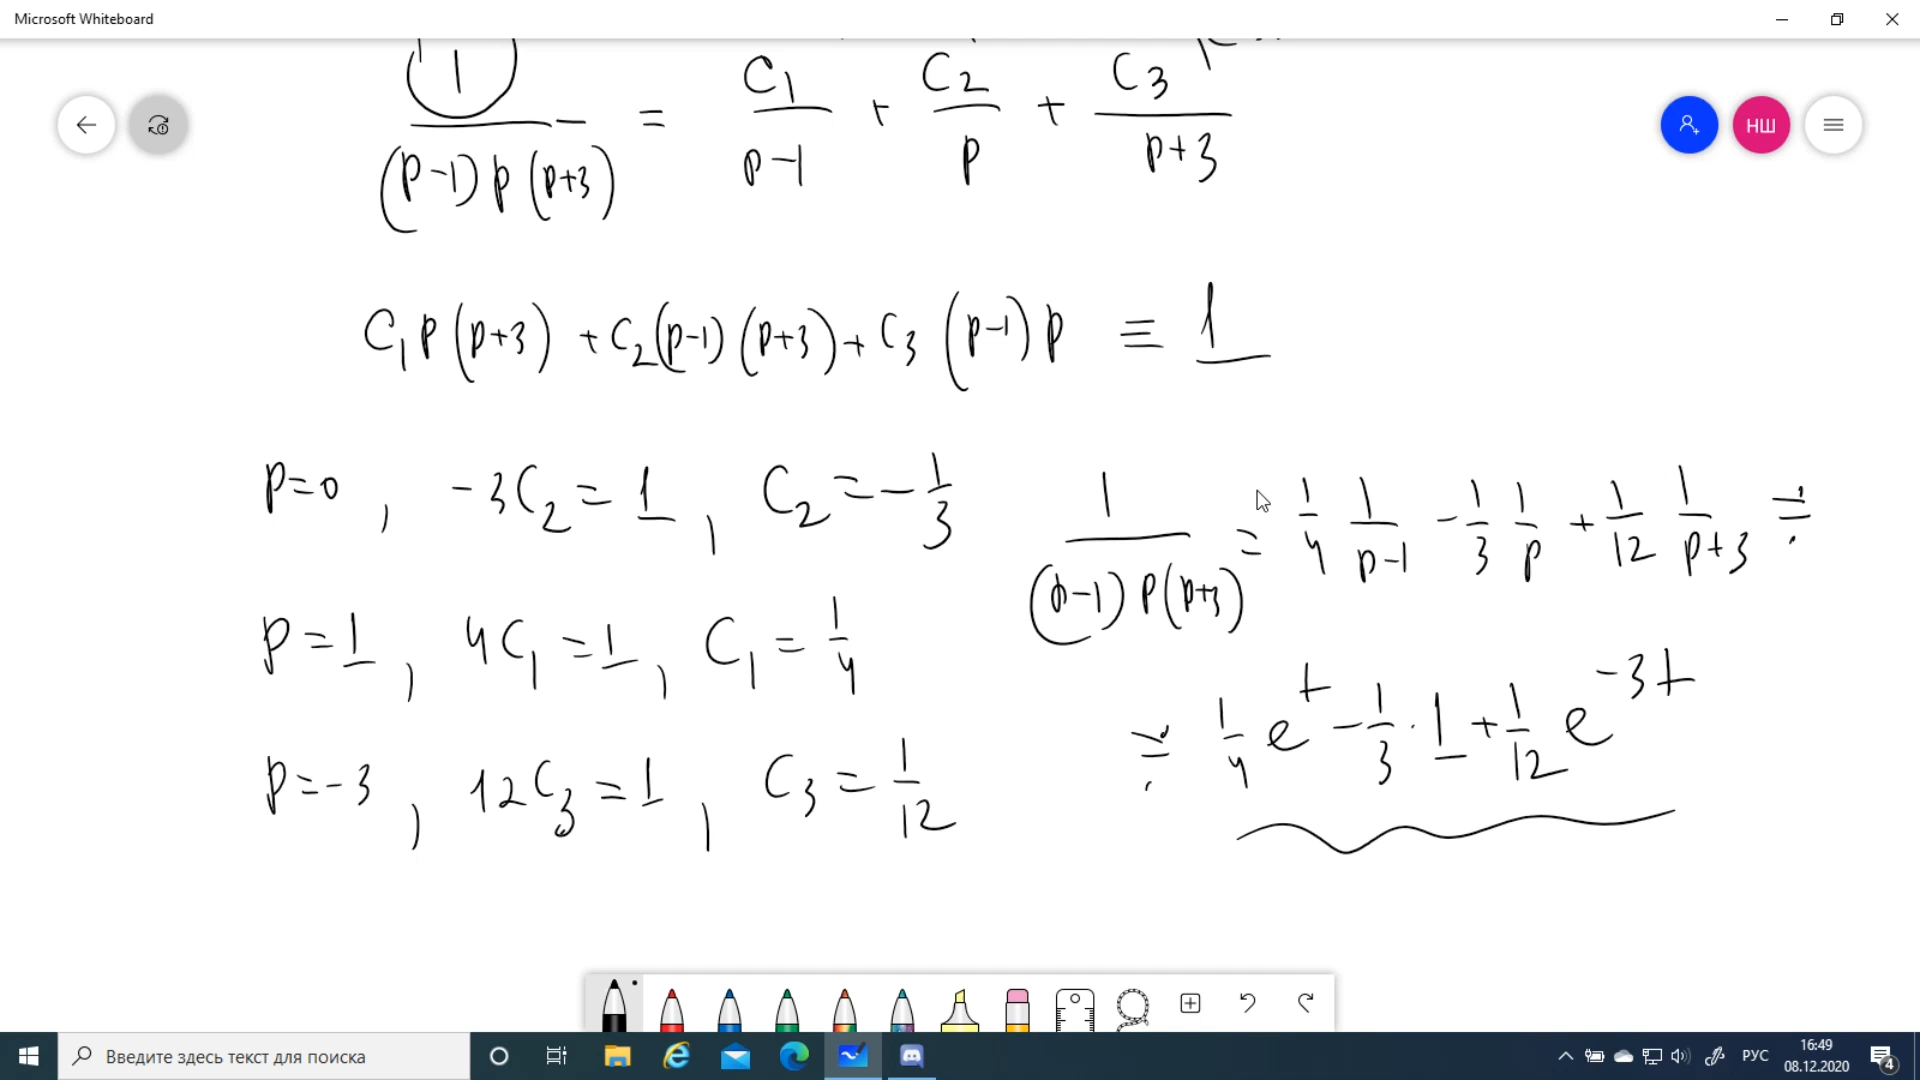 Microsoft Whiteboard
1/((p-1)p(p+3)) = C₁/(p-1) + C₂/p + C₃/(p+3)
НШ
C₁p(p+3) + C₂(p-1)(p+3) + C₃(p-1)p ≡ 1
p=0, -3C₂=1, C₂=-1/3
1/((p-1)p(p+3)) = 1/4 1/(p-1) - 1/3 1/p + 1/12 1/(p+3) ≑
p=1, 4C₁=1, C₁=1/4
≑ 1/4 e^t - 1/3·1 + 1/12 e^(-3t)
p=-3, 12C₃=1, C₃=1/12
Введите здесь текст для поиска
РУС
16:49
08.12.2020
4